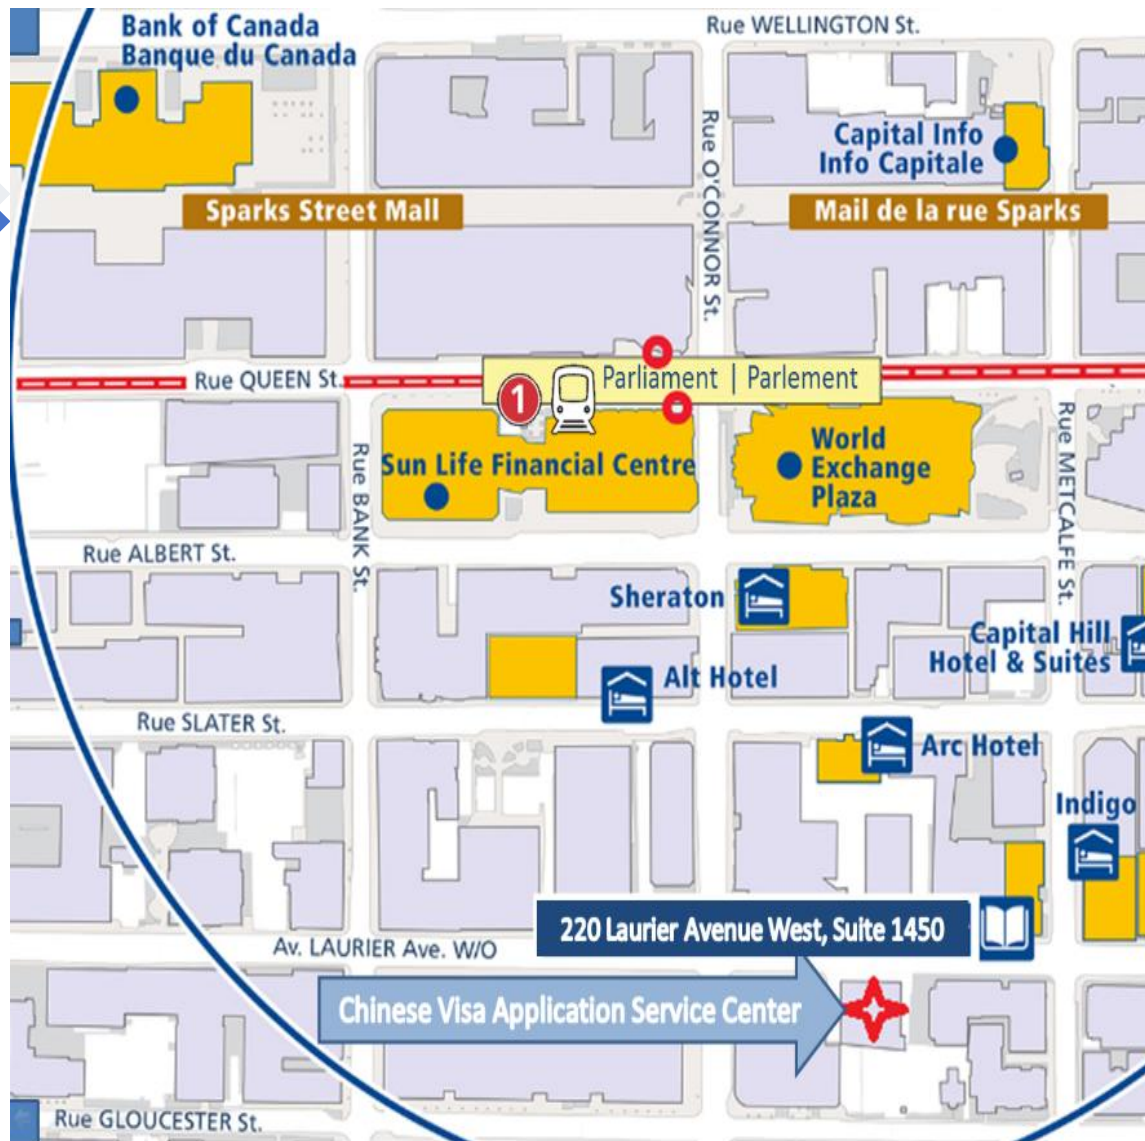 Bank of Canada
Banque du Canada
Rue WELLINGTON St.
Capital Info
Info Capitale
Rue O'CONNOR St.
Sparks Street Mall
Mail de la rue Sparks
Rue QUEEN St.
1
Parliament | Parlement
Sun Life Financial Centre
World
Exchange
Plaza
Rue BANK St.
Rue METCALFE St.
Rue ALBERT St.
Sheraton
Capital Hill
Hotel & Suites
Alt Hotel
Rue SLATER St.
Arc Hotel
Indigo
220 Laurier Avenue West, Suite 1450
Av. LAURIER Ave. W/O
Chinese Visa Application Service Center
Rue GLOUCESTER St.